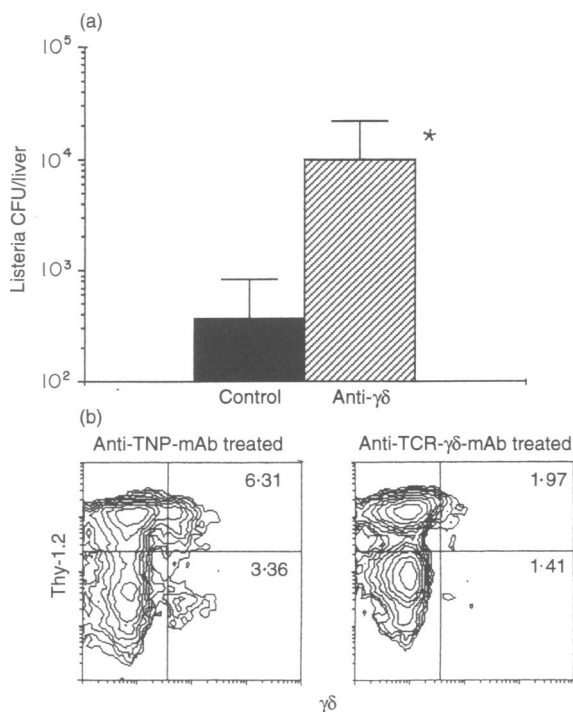 (a)
10⁵
10⁴
10³
10²
Listeria CFU/liver
*
Control
Anti-γδ
(b)
Anti-TNP-mAb treated
Anti-TCR-γδ-mAb treated
6·31
1·97
3·36
1·41
Thy-1.2
γδ